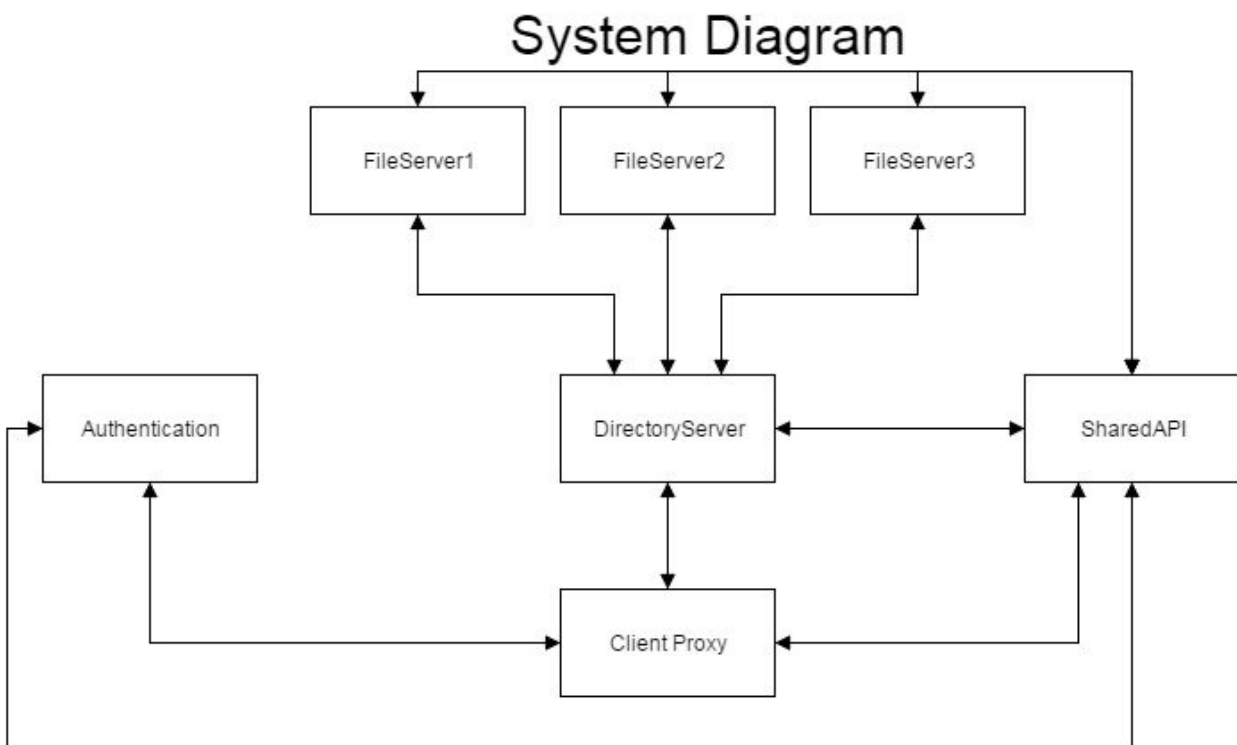 System Diagram
FileServer1
FileServer2
FileServer3
Authentication
DirectoryServer
SharedAPI
Client Proxy